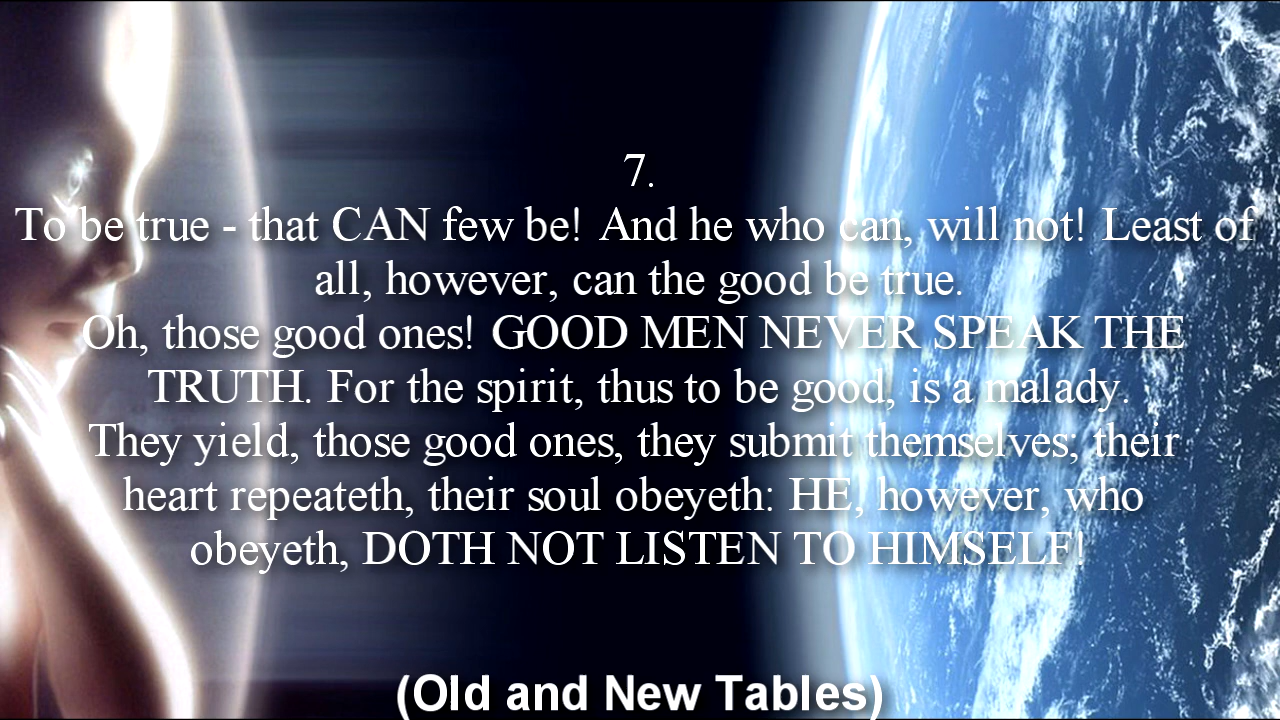 7.
To be true - that CAN few be! And he who can, will not! Least of
all, however, can the good be true.
Oh, those good ones! GOOD MEN NEVER SPEAK THE
TRUTH. For the spirit, thus to be good, is a malady.
They yield, those good ones, they submit themselves; their
heart repeateth, their soul obeyeth: HE, however, who
obeyeth, DOTH NOT LISTEN TO HIMSELF!
(Old and New Tables)